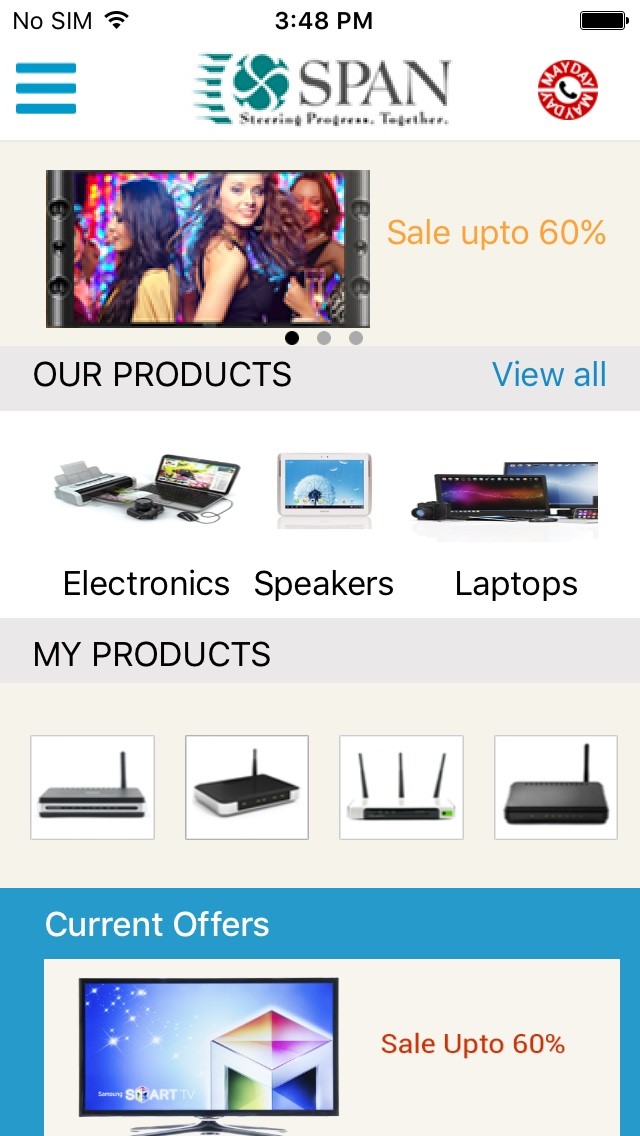 No SIM 3:48 PM
SPAN
Steering Progress. Together.
MAYDAY MAYDAY
Sale upto 60%
OUR PRODUCTS View all
Electronics Speakers Laptops
MY PRODUCTS
Current Offers
Samsung SMART TV
Sale Upto 60%